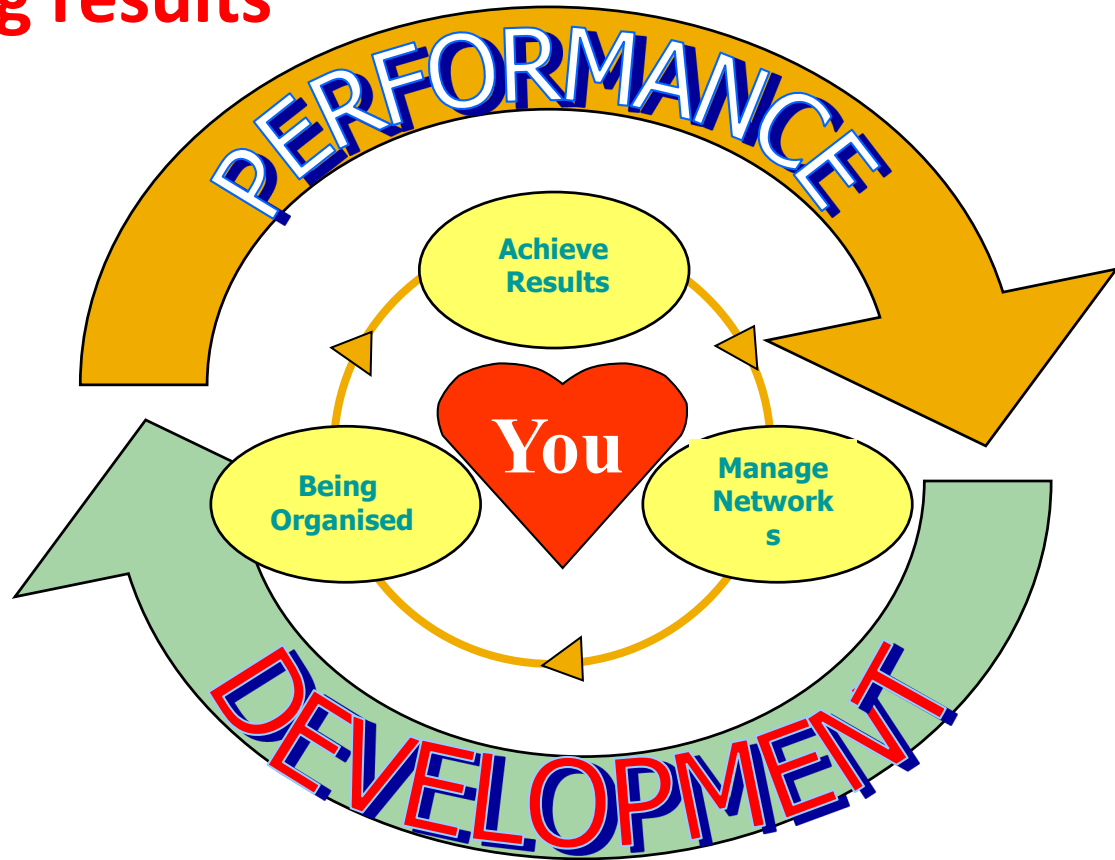 g results
PERFORMANCE
Achieve
Results
You
Being
Organised
Manage
Network
s
DEVELOPMENT